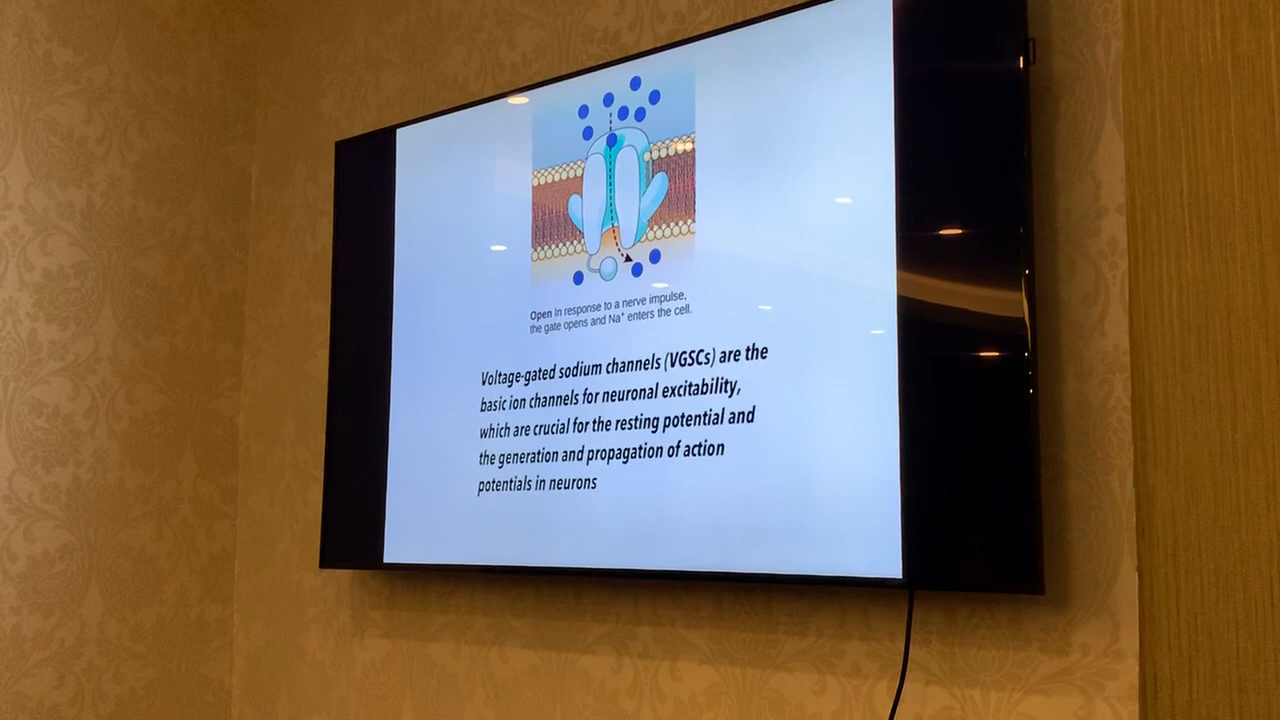 Open In response to a nerve impulse,
the gate opens and Na⁺ enters the cell.
Voltage-gated sodium channels (VGSCs) are the
basic ion channels for neuronal excitability,
which are crucial for the resting potential and
the generation and propagation of action
potentials in neurons